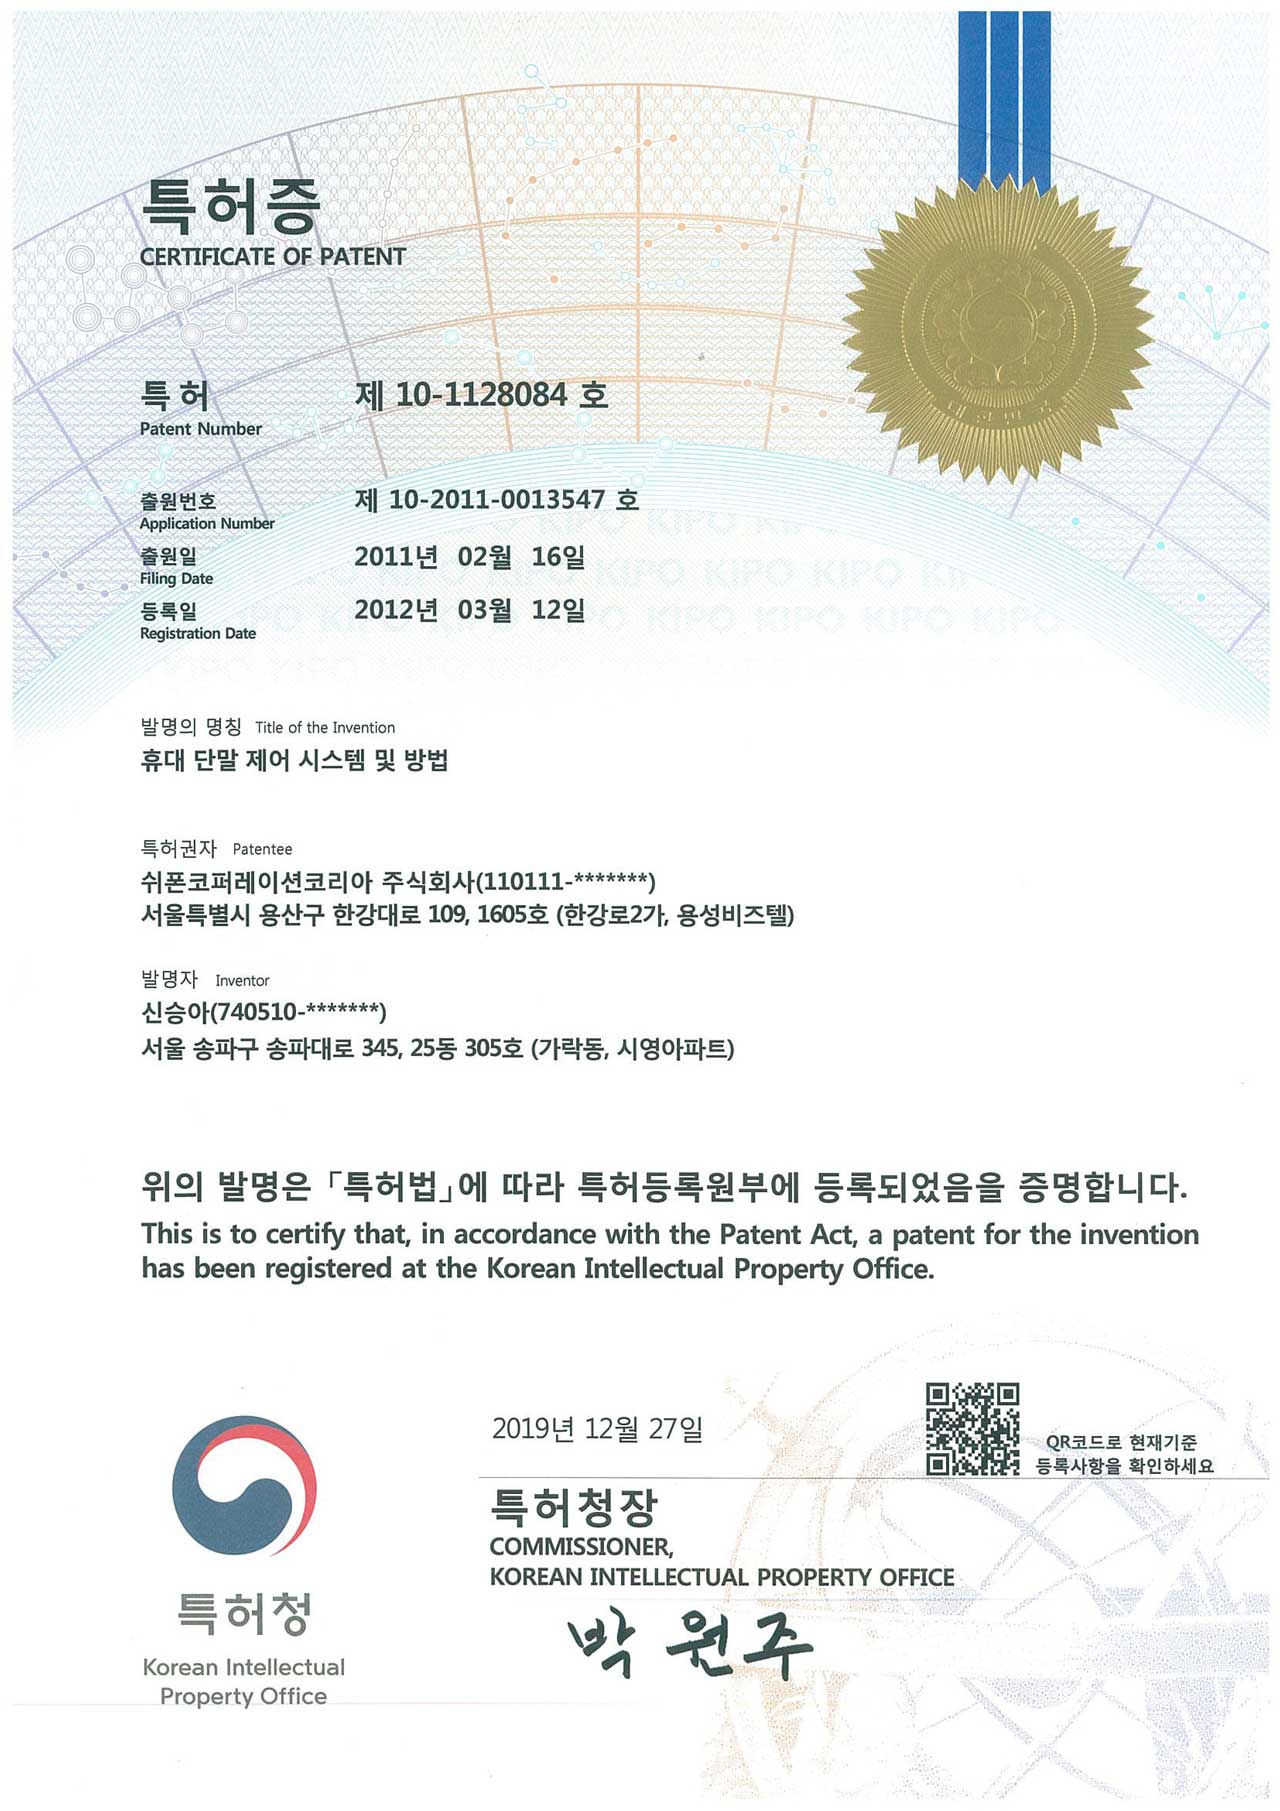 특허증
CERTIFICATE OF PATENT
특허 제 10-1128084 호
Patent Number
출원번호 제 10-2011-0013547 호
Application Number
출원일 2011년 02월 16일
Filing Date
등록일 2012년 03월 12일
Registration Date
발명의 명칭 Title of the Invention
휴대 단말 제어 시스템 및 방법
특허권자 Patentee
쉬폰코퍼레이션코리아 주식회사(110111-*******)
서울특별시 용산구 한강대로 109, 1605호 (한강로2가, 용성비즈텔)
발명자 Inventor
신승아(740510-*******)
서울 송파구 송파대로 345, 25동 305호 (가락동, 시영아파트)
위의 발명은 「특허법」에 따라 특허등록원부에 등록되었음을 증명합니다.
This is to certify that, in accordance with the Patent Act, a patent for the invention
has been registered at the Korean Intellectual Property Office.
2019년 12월 27일
QR코드로 현재기준
등록사항을 확인하세요
특허청장
COMMISSIONER,
KOREAN INTELLECTUAL PROPERTY OFFICE
박원주
특허청
Korean Intellectual
Property Office